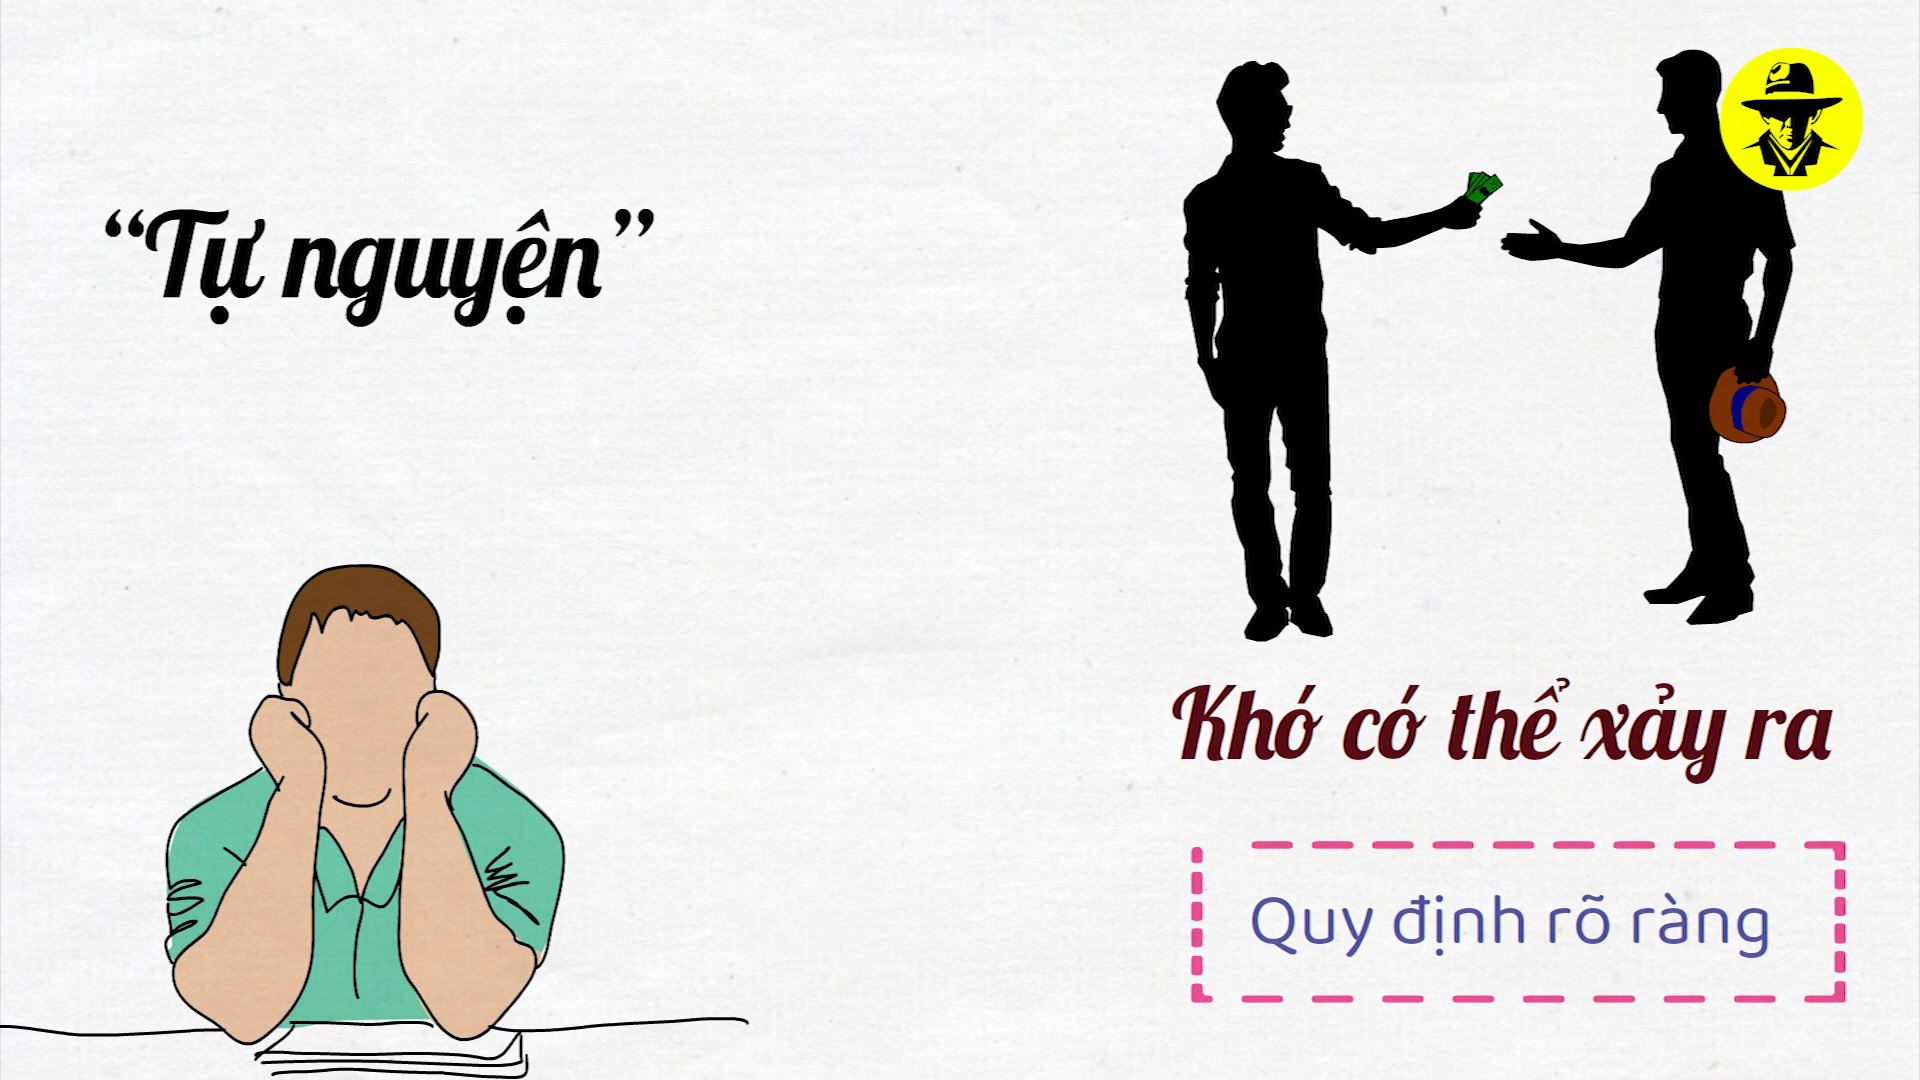 “Tự nguyện”
Khó có thể xảy ra
Quy định rõ ràng